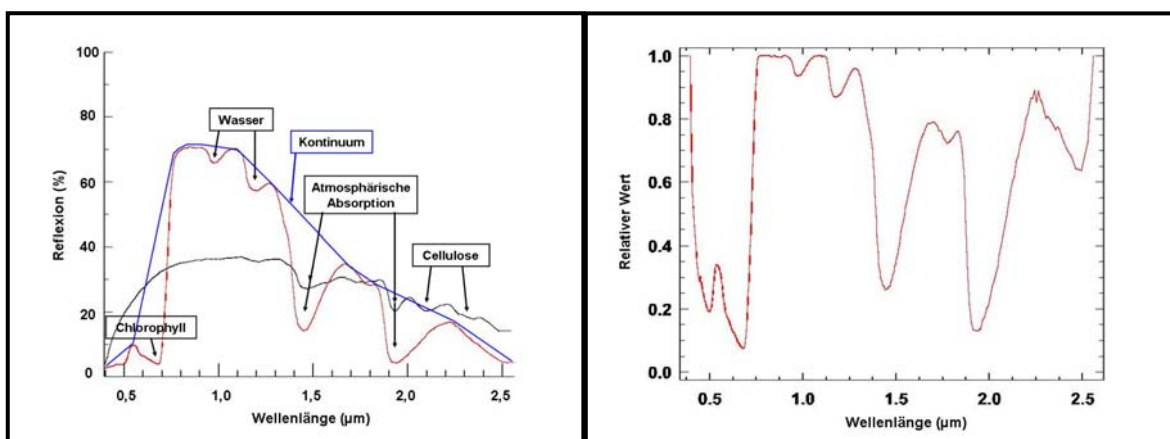 100
80
60
40
20
0
Reflexion (%)
Wasser
Kontinuum
Atmosphärische
Absorption
Cellulose
Chlorophyll
0,5 1,0 1,5 2,0 2,5
Wellenlänge (µm)
1.0
0.8
0.6
0.4
0.2
0.0
Relativer Wert
0.5 1.0 1.5 2.0 2.5
Wellenlänge (µm)